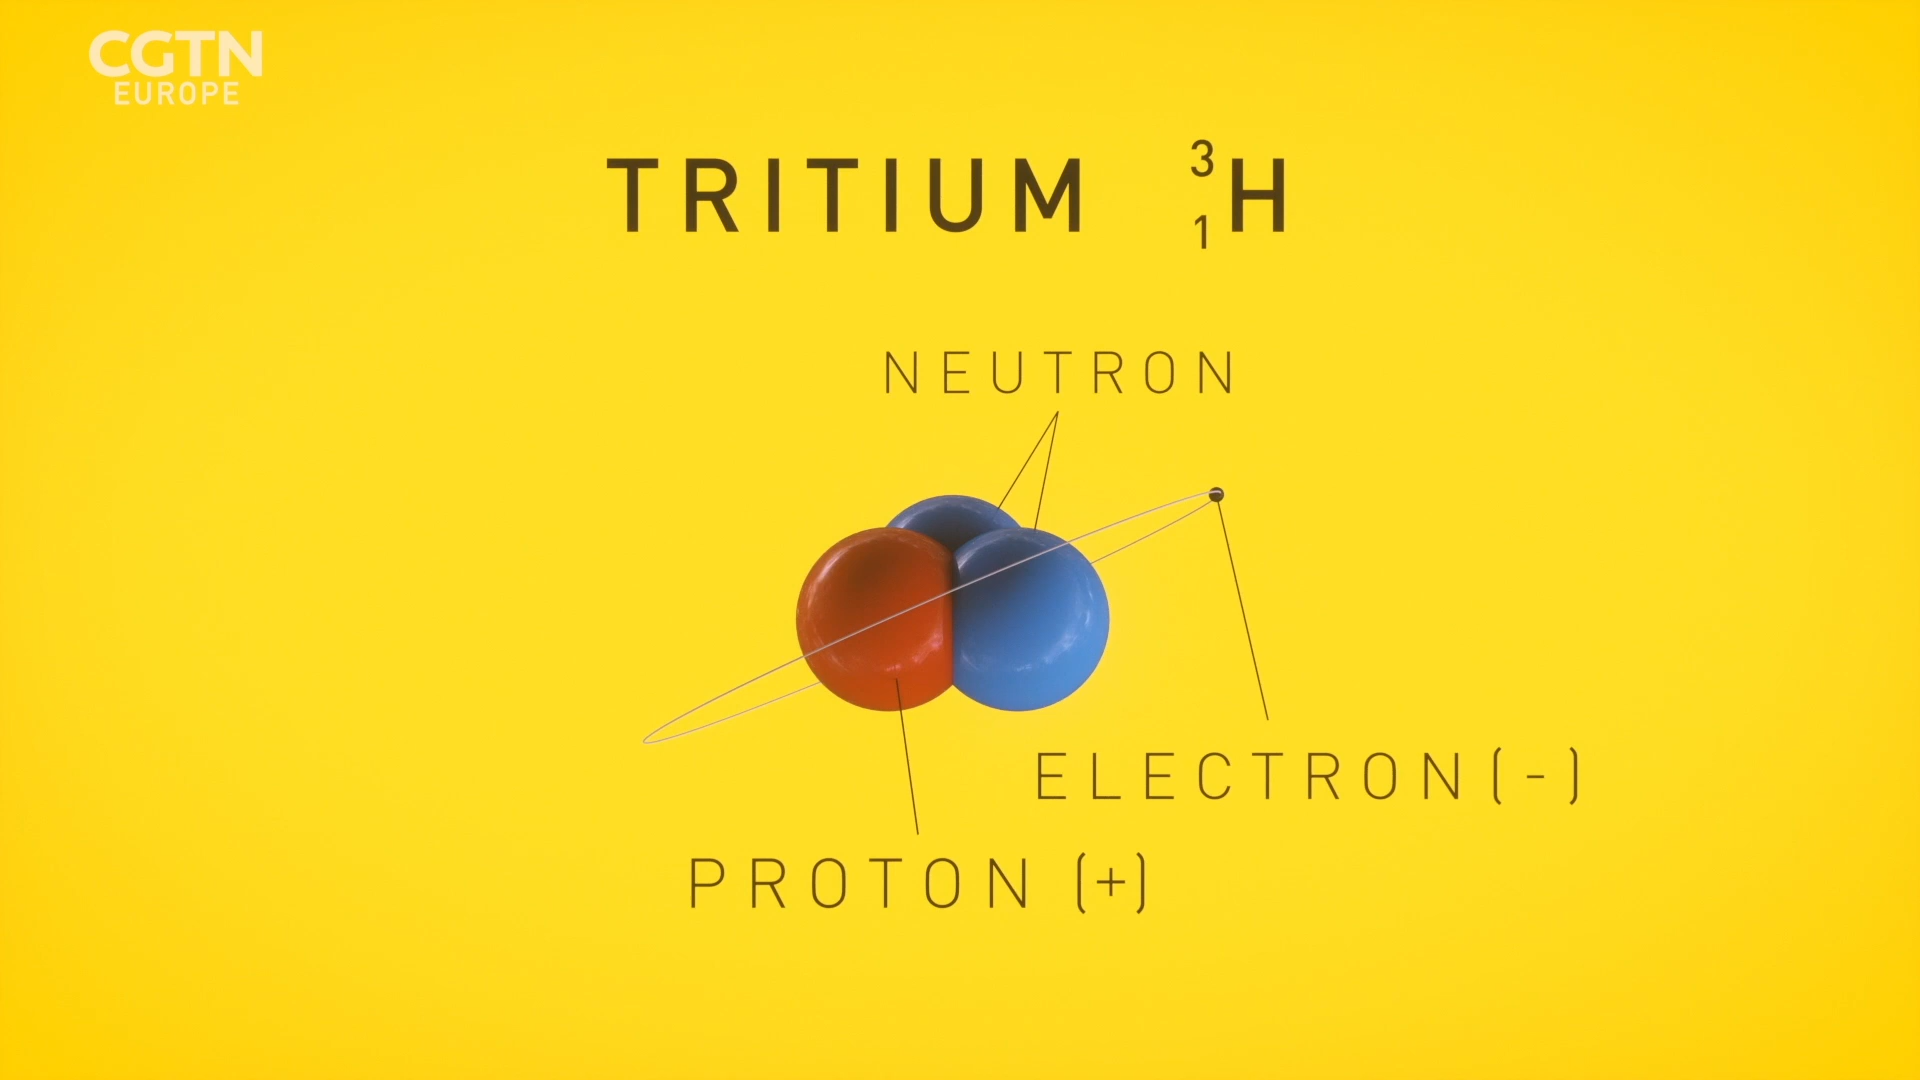 CGTN
EUROPE
TRITIUM ³₁H
NEUTRON
ELECTRON(-)
PROTON (+)